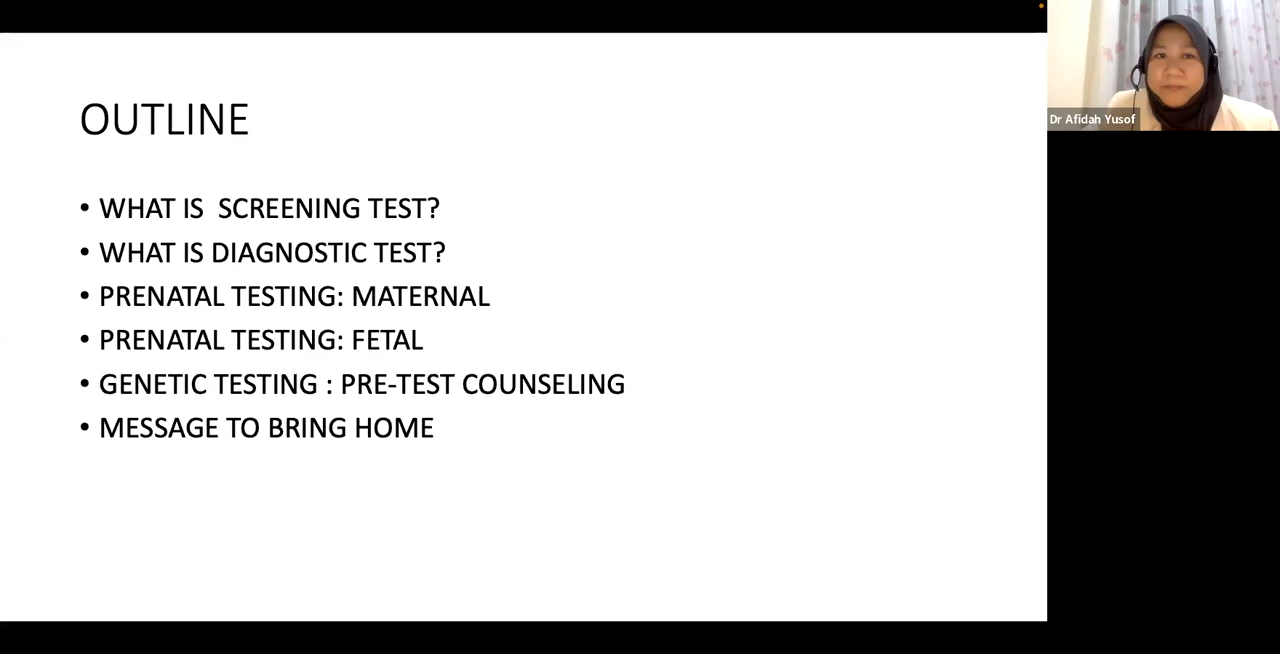 OUTLINE
• WHAT IS  SCREENING TEST?
• WHAT IS DIAGNOSTIC TEST?
• PRENATAL TESTING: MATERNAL
• PRENATAL TESTING: FETAL
• GENETIC TESTING : PRE-TEST COUNSELING
• MESSAGE TO BRING HOME
Dr Afidah Yusof